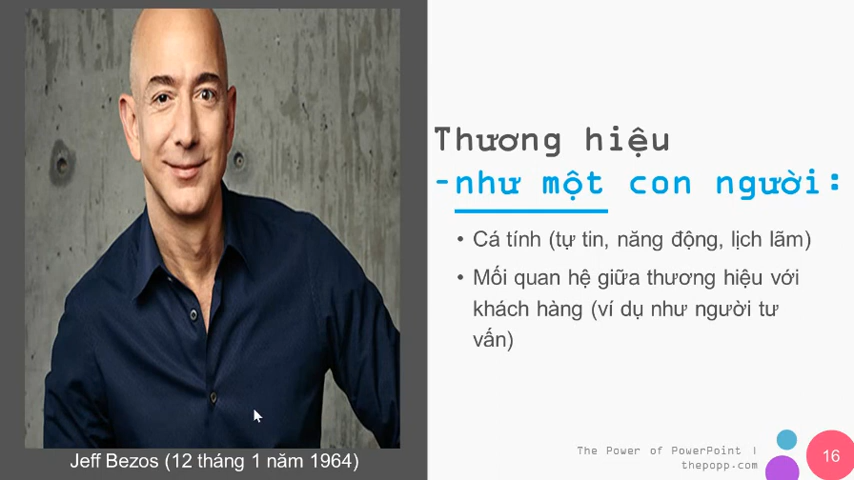 Thương hiệu
-như một con người:
• Cá tính (tự tin, năng động, lịch lãm)
• Mối quan hệ giữa thương hiệu với
khách hàng (ví dụ như người tư
vấn)
Jeff Bezos (12 tháng 1 năm 1964)
The Power of PowerPoint |
thepopp.com
16